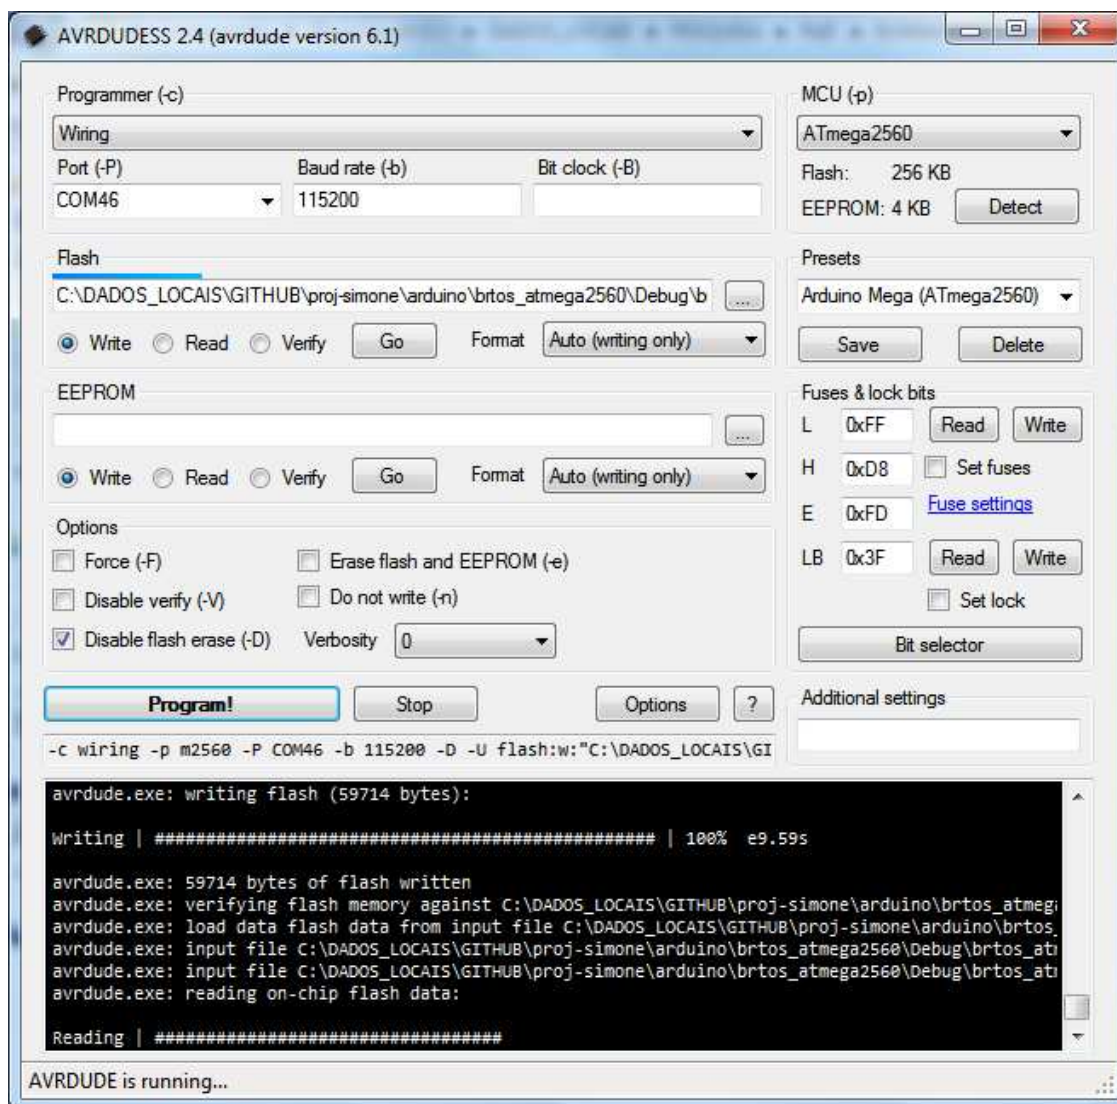 AVRDUDESS 2.4 (avrdude version 6.1)
Programmer (-c)
Wiring
Port (-P) Baud rate (-b) Bit clock (-B)
COM46 115200
MCU (-p)
ATmega2560
Flash: 256 KB
EEPROM: 4 KB Detect
Flash
C:\DADOS_LOCAIS\GITHUB\proj-simone\arduino\brtos_atmega2560\Debug\b ...
Write Read Verify Go Format Auto (writing only)
Presets
Arduino Mega (ATmega2560)
Save Delete
EEPROM
...
Write Read Verify Go Format Auto (writing only)
Fuses & lock bits
L 0xFF Read Write
H 0xD8 Set fuses
E 0xFD Fuse settings
LB 0x3F Read Write
Set lock
Bit selector
Options
Force (-F) Erase flash and EEPROM (-e)
Disable verify (-V) Do not write (-n)
Disable flash erase (-D) Verbosity 0
Program! Stop Options ?
Additional settings
-c wiring -p m2560 -P COM46 -b 115200 -D -U flash:w:"C:\DADOS_LOCAIS\GI
avrdude.exe: writing flash (59714 bytes):
Writing | ################################################## | 100% e9.59s
avrdude.exe: 59714 bytes of flash written
avrdude.exe: verifying flash memory against C:\DADOS_LOCAIS\GITHUB\proj-simone\arduino\brtos_atmega
avrdude.exe: load data flash data from input file C:\DADOS_LOCAIS\GITHUB\proj-simone\arduino\brtos_
avrdude.exe: input file C:\DADOS_LOCAIS\GITHUB\proj-simone\arduino\brtos_atmega2560\Debug\brtos_atm
avrdude.exe: input file C:\DADOS_LOCAIS\GITHUB\proj-simone\arduino\brtos_atmega2560\Debug\brtos_atm
avrdude.exe: reading on-chip flash data:
Reading | ###################################
AVRDUDE is running...